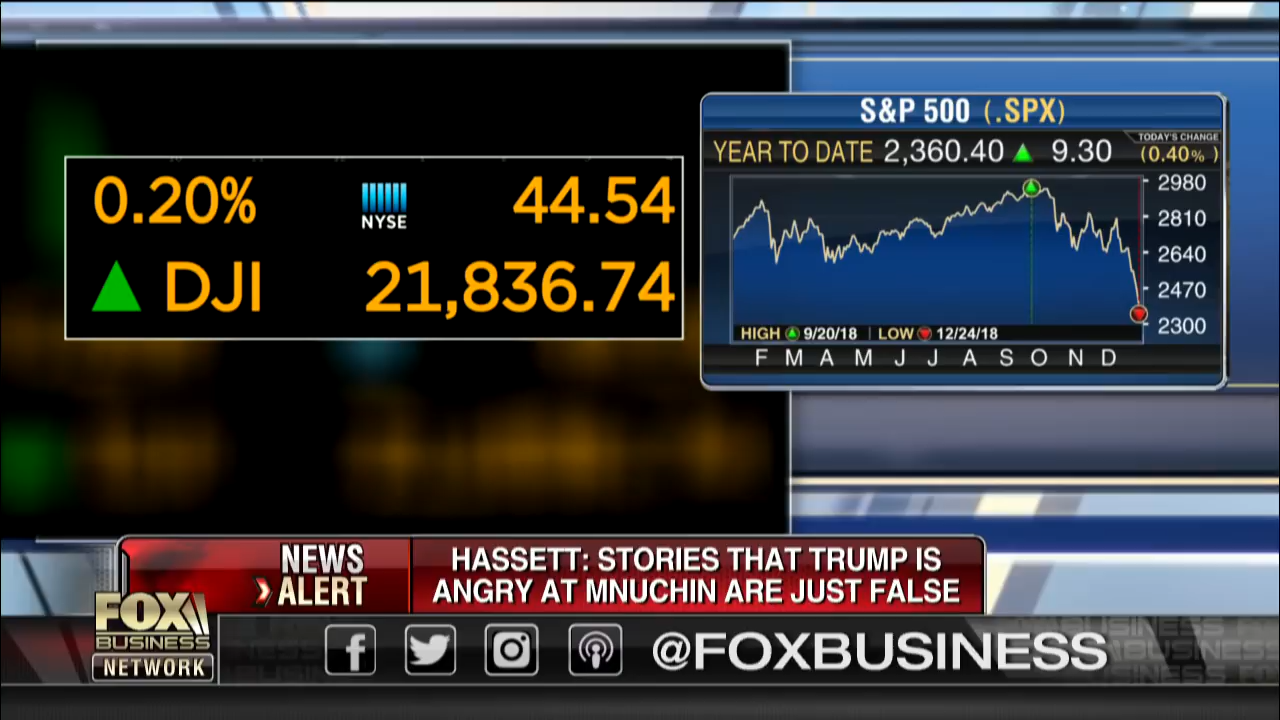 0.20% NYSE 44.54
▲ DJI 21,836.74
S&P 500 (.SPX)
TODAY'S CHANGE
YEAR TO DATE 2,360.40 ▲ 9.30 (0.40%)
2980
2810
2640
2470
2300
HIGH 9/20/18 | LOW 12/24/18
F M A M J J A S O N D
NEWS ALERT
HASSETT: STORIES THAT TRUMP IS
ANGRY AT MNUCHIN ARE JUST FALSE
FOX
BUSINESS
NETWORK
@FOXBUSINESS